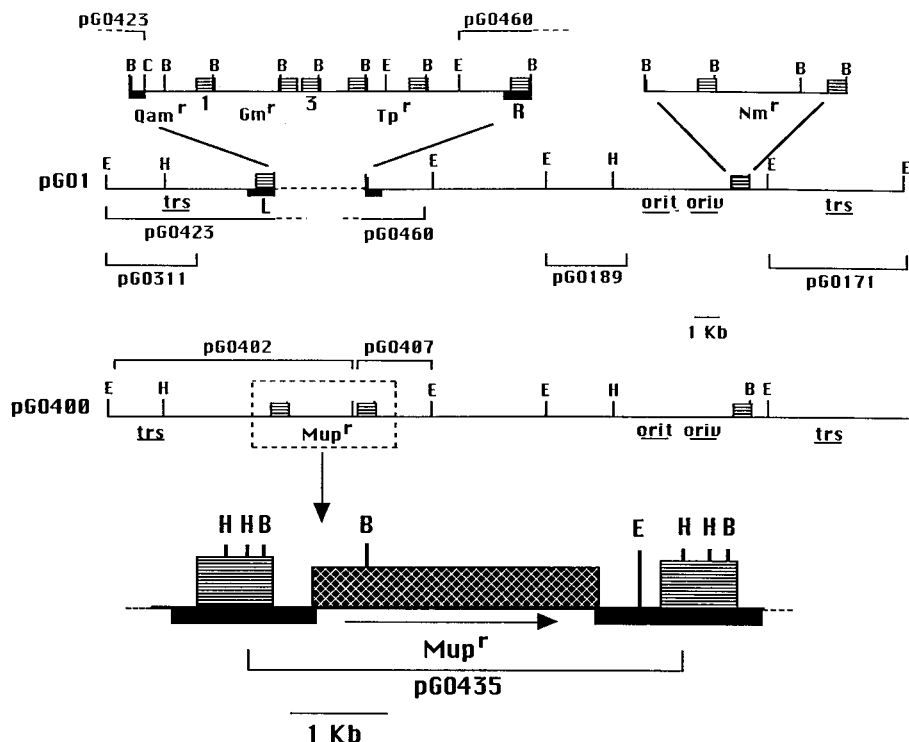 pGO423 pGO460
B C B B B B B E B E B B B B B
1 3
Qam^r Gm^r Tp^r R Nm^r
E H E E H E E
pGO1
trs L orit oriv trs
pGO423 pGO460
pGO311 pGO189 pGO171
1 Kb
pGO402 pGO407
E H E E H B E
pGO400
trs Mup^r orit oriv trs
H H B B E H H B
Mup^r
pGO435
1 Kb